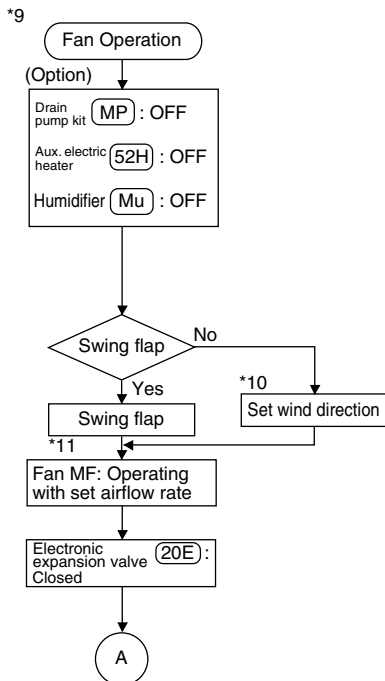 *9
Fan Operation
(Option)
Drain
pump kit MP : OFF
Aux. electric
heater 52H : OFF
Humidifier Mu : OFF
Swing flap
No
Yes
*10
Swing flap
Set wind direction
*11
Fan MF: Operating
with set airflow rate
Electronic
expansion valve 20E :
Closed
A